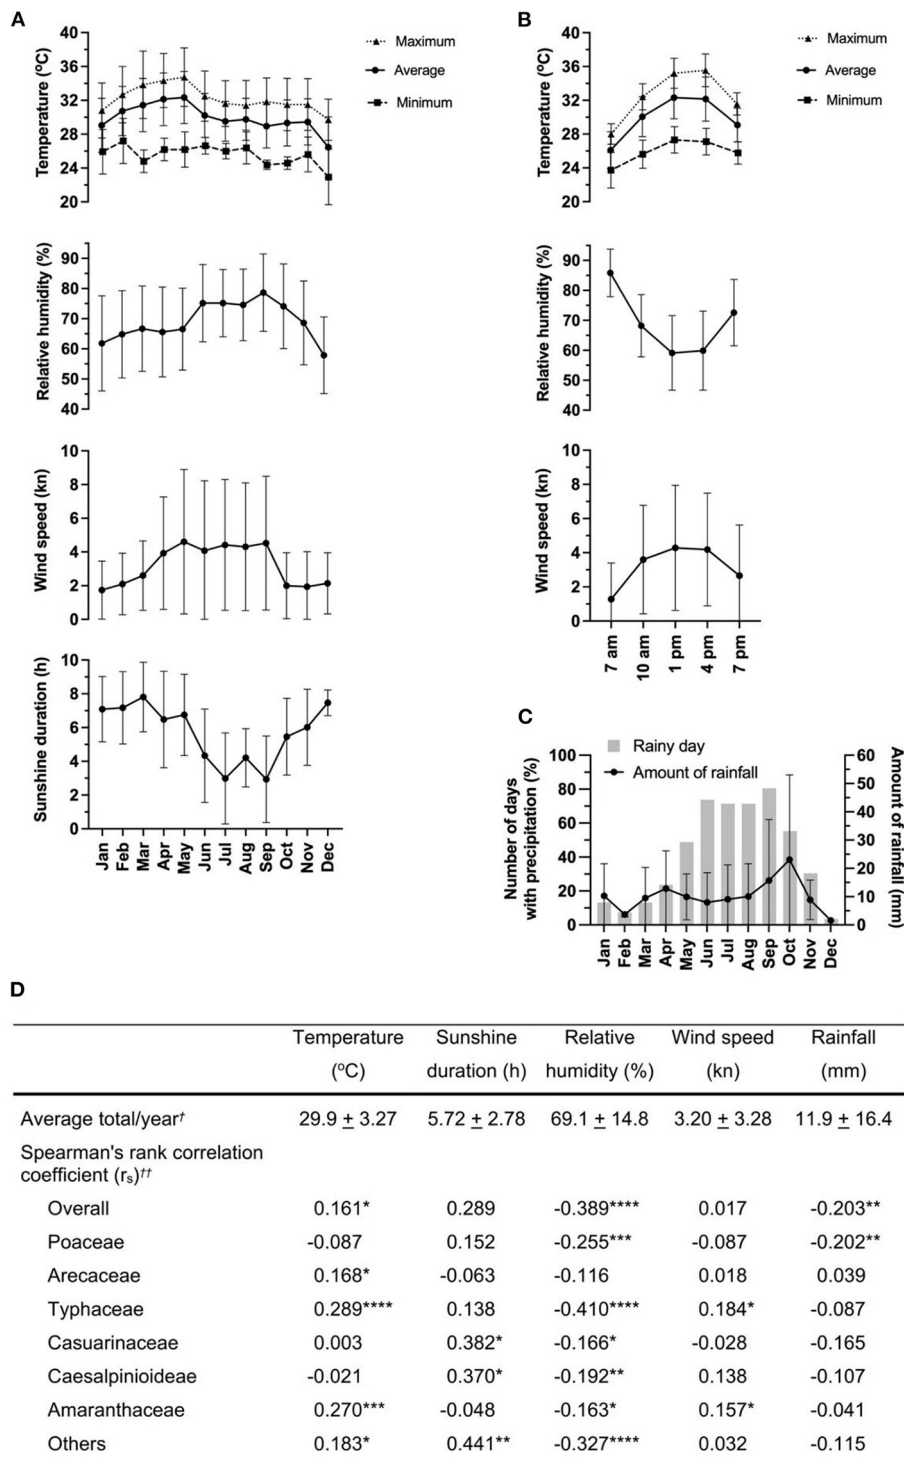 A
B
Temperature (ºC)
40
36
32
28
24
20
Maximum
Average
Minimum
Temperature (ºC)
40
36
32
28
24
20
Maximum
Average
Minimum
Relative humidity (%)
90
80
70
60
50
40
Relative humidity (%)
90
80
70
60
50
40
Wind speed (kn)
10
8
6
4
2
0
Wind speed (kn)
10
8
6
4
2
0
7 am
10 am
1 pm
4 pm
7 pm
Sunshine duration (h)
10
8
6
4
2
0
Jan
Feb
Mar
Apr
May
Jun
Jul
Aug
Sep
Oct
Nov
Dec
C
Rainy day
Amount of rainfall
Number of days
with precipitation (%)
100
80
60
40
20
0
60
50
40
30
20
10
0
Amount of
rainfall (mm)
Jan
Feb
Mar
Apr
May
Jun
Jul
Aug
Sep
Oct
Nov
Dec
D
Temperature Sunshine Relative Wind speed Rainfall
(ºC) duration (h) humidity (%) (kn) (mm)
Average total/year† 29.9 ± 3.27 5.72 ± 2.78 69.1 ± 14.8 3.20 ± 3.28 11.9 ± 16.4
Spearman's rank correlation
coefficient (rs)††
Overall 0.161* 0.289 -0.389**** 0.017 -0.203**
Poaceae -0.087 0.152 -0.255*** -0.087 -0.202**
Arecaceae 0.168* -0.063 -0.116 0.018 0.039
Typhaceae 0.289**** 0.138 -0.410**** 0.184* -0.087
Casuarinaceae 0.003 0.382* -0.166* -0.028 -0.165
Caesalpinioideae -0.021 0.370* -0.192** 0.138 -0.107
Amaranthaceae 0.270*** -0.048 -0.163* 0.157* -0.041
Others 0.183* 0.441** -0.327**** 0.032 -0.115